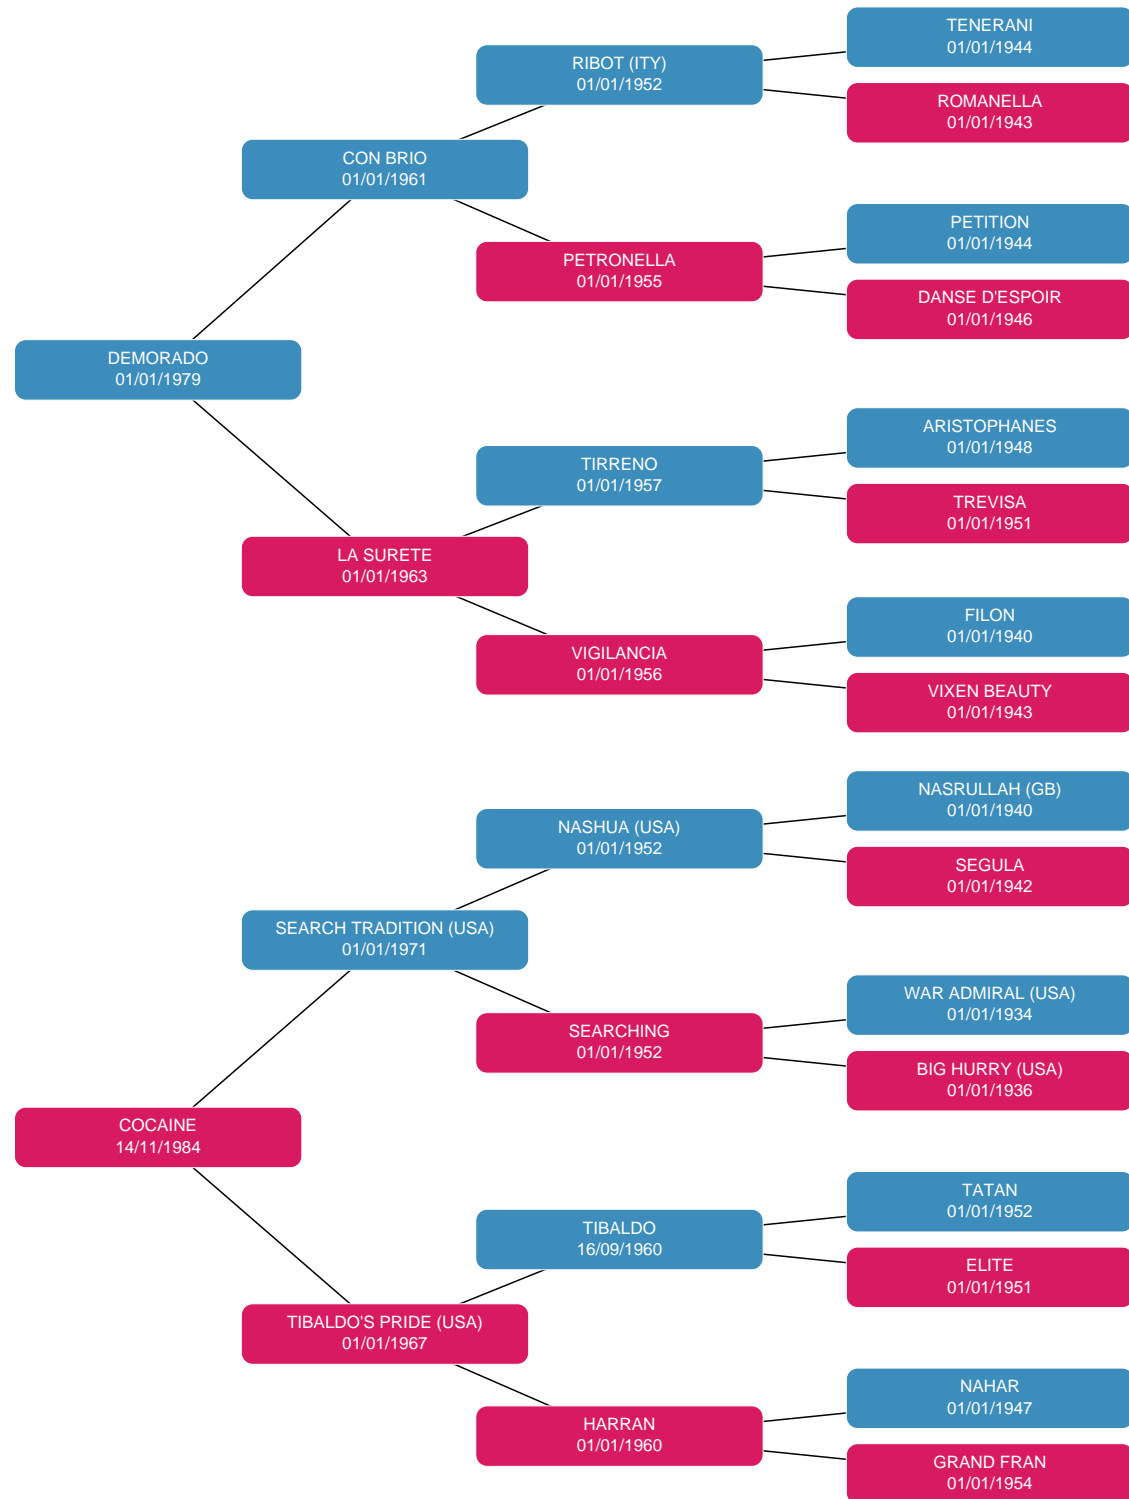 TENERANI
01/01/1944
RIBOT (ITY)
01/01/1952
ROMANELLA
01/01/1943
CON BRIO
01/01/1961
PETITION
01/01/1944
PETRONELLA
01/01/1955
DANSE D'ESPOIR
01/01/1946
DEMORADO
01/01/1979
ARISTOPHANES
01/01/1948
TIRRENO
01/01/1957
TREVISA
01/01/1951
LA SURETE
01/01/1963
FILON
01/01/1940
VIGILANCIA
01/01/1956
VIXEN BEAUTY
01/01/1943
NASRULLAH (GB)
01/01/1940
NASHUA (USA)
01/01/1952
SEGULA
01/01/1942
SEARCH TRADITION (USA)
01/01/1971
WAR ADMIRAL (USA)
01/01/1934
SEARCHING
01/01/1952
BIG HURRY (USA)
01/01/1936
COCAINE
14/11/1984
TATAN
01/01/1952
TIBALDO
16/09/1960
ELITE
01/01/1951
TIBALDO'S PRIDE (USA)
01/01/1967
NAHAR
01/01/1947
HARRAN
01/01/1960
GRAND FRAN
01/01/1954